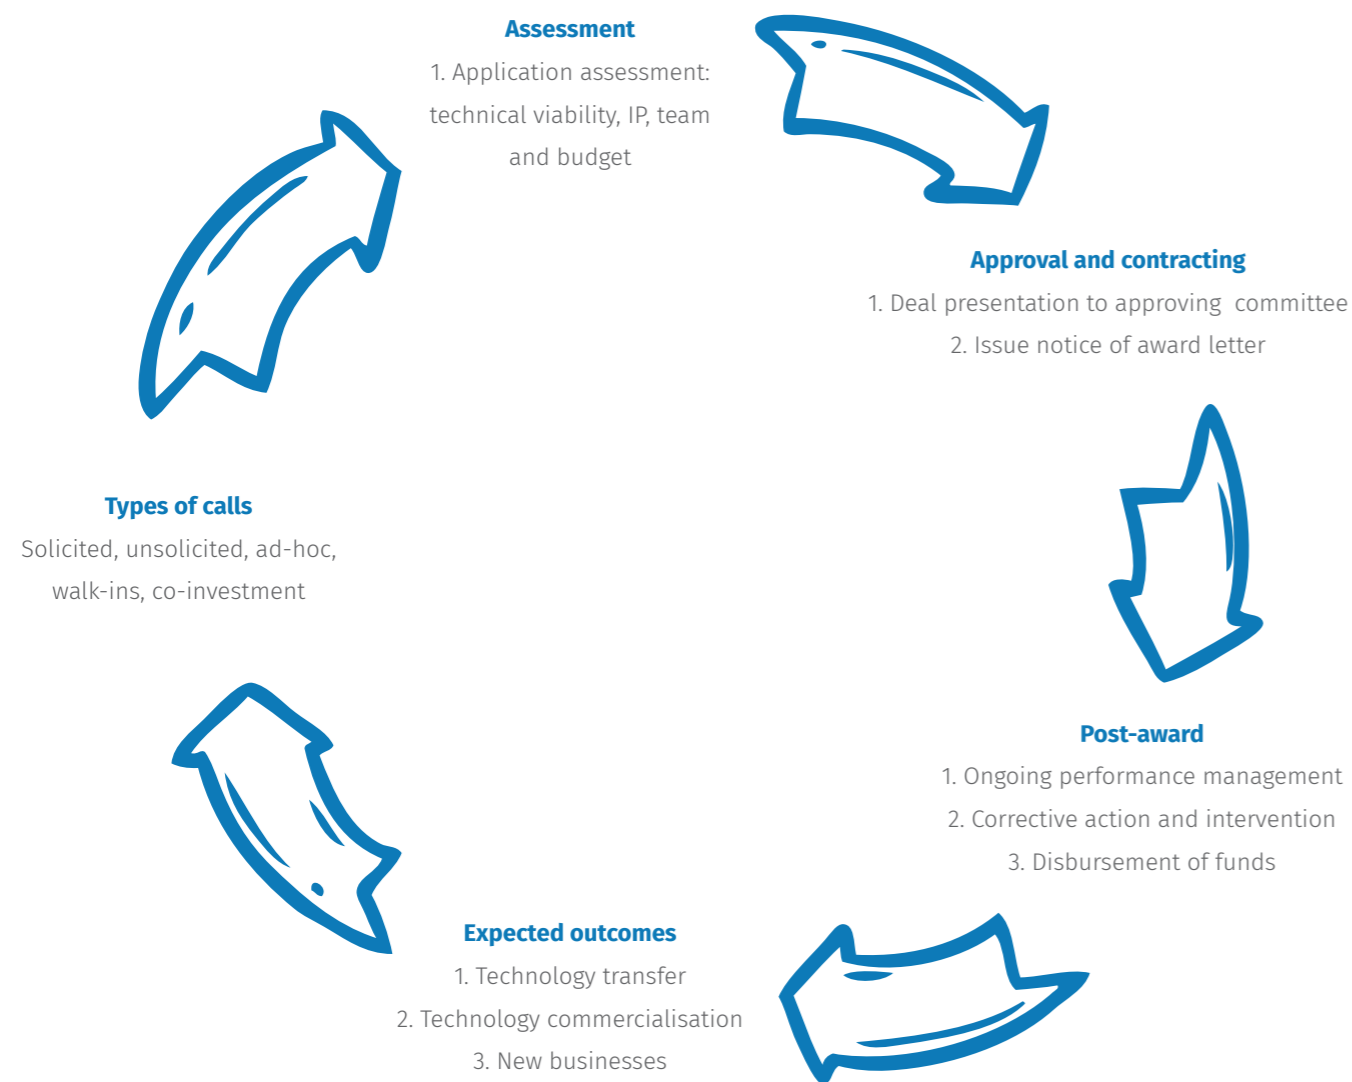 Assessment
1. Application assessment:
technical viability, IP, team
and budget
Approval and contracting
1. Deal presentation to approving committee
2. Issue notice of award letter
Types of calls
Solicited, unsolicited, ad-hoc,
walk-ins, co-investment
Post-award
1. Ongoing performance management
2. Corrective action and intervention
3. Disbursement of funds
Expected outcomes
1. Technology transfer
2. Technology commercialisation
3. New businesses